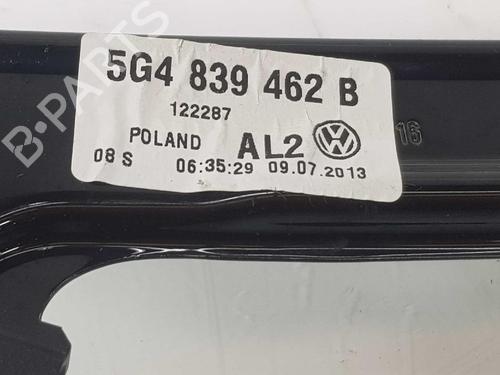 5G4 839 462 B
122287
POLAND AL2
08 S 06:35:29 09.07.2013
16
B-PARTS